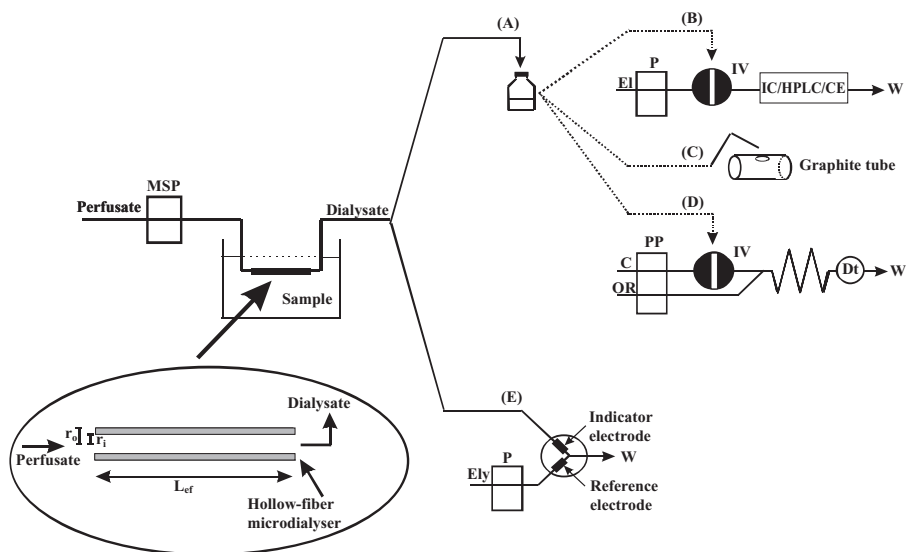 (A)
(B)
P
IV
El
IC/HPLC/CE
W
(C)
Graphite tube
MSP
Perfusate
Dialysate
Sample
(D)
PP
IV
C
OR
Dt
W
(E)
Indicator
electrode
W
P
Ely
Reference
electrode
Dialysate
ro
ri
Perfusate
Lef
Hollow-fiber
microdialyser